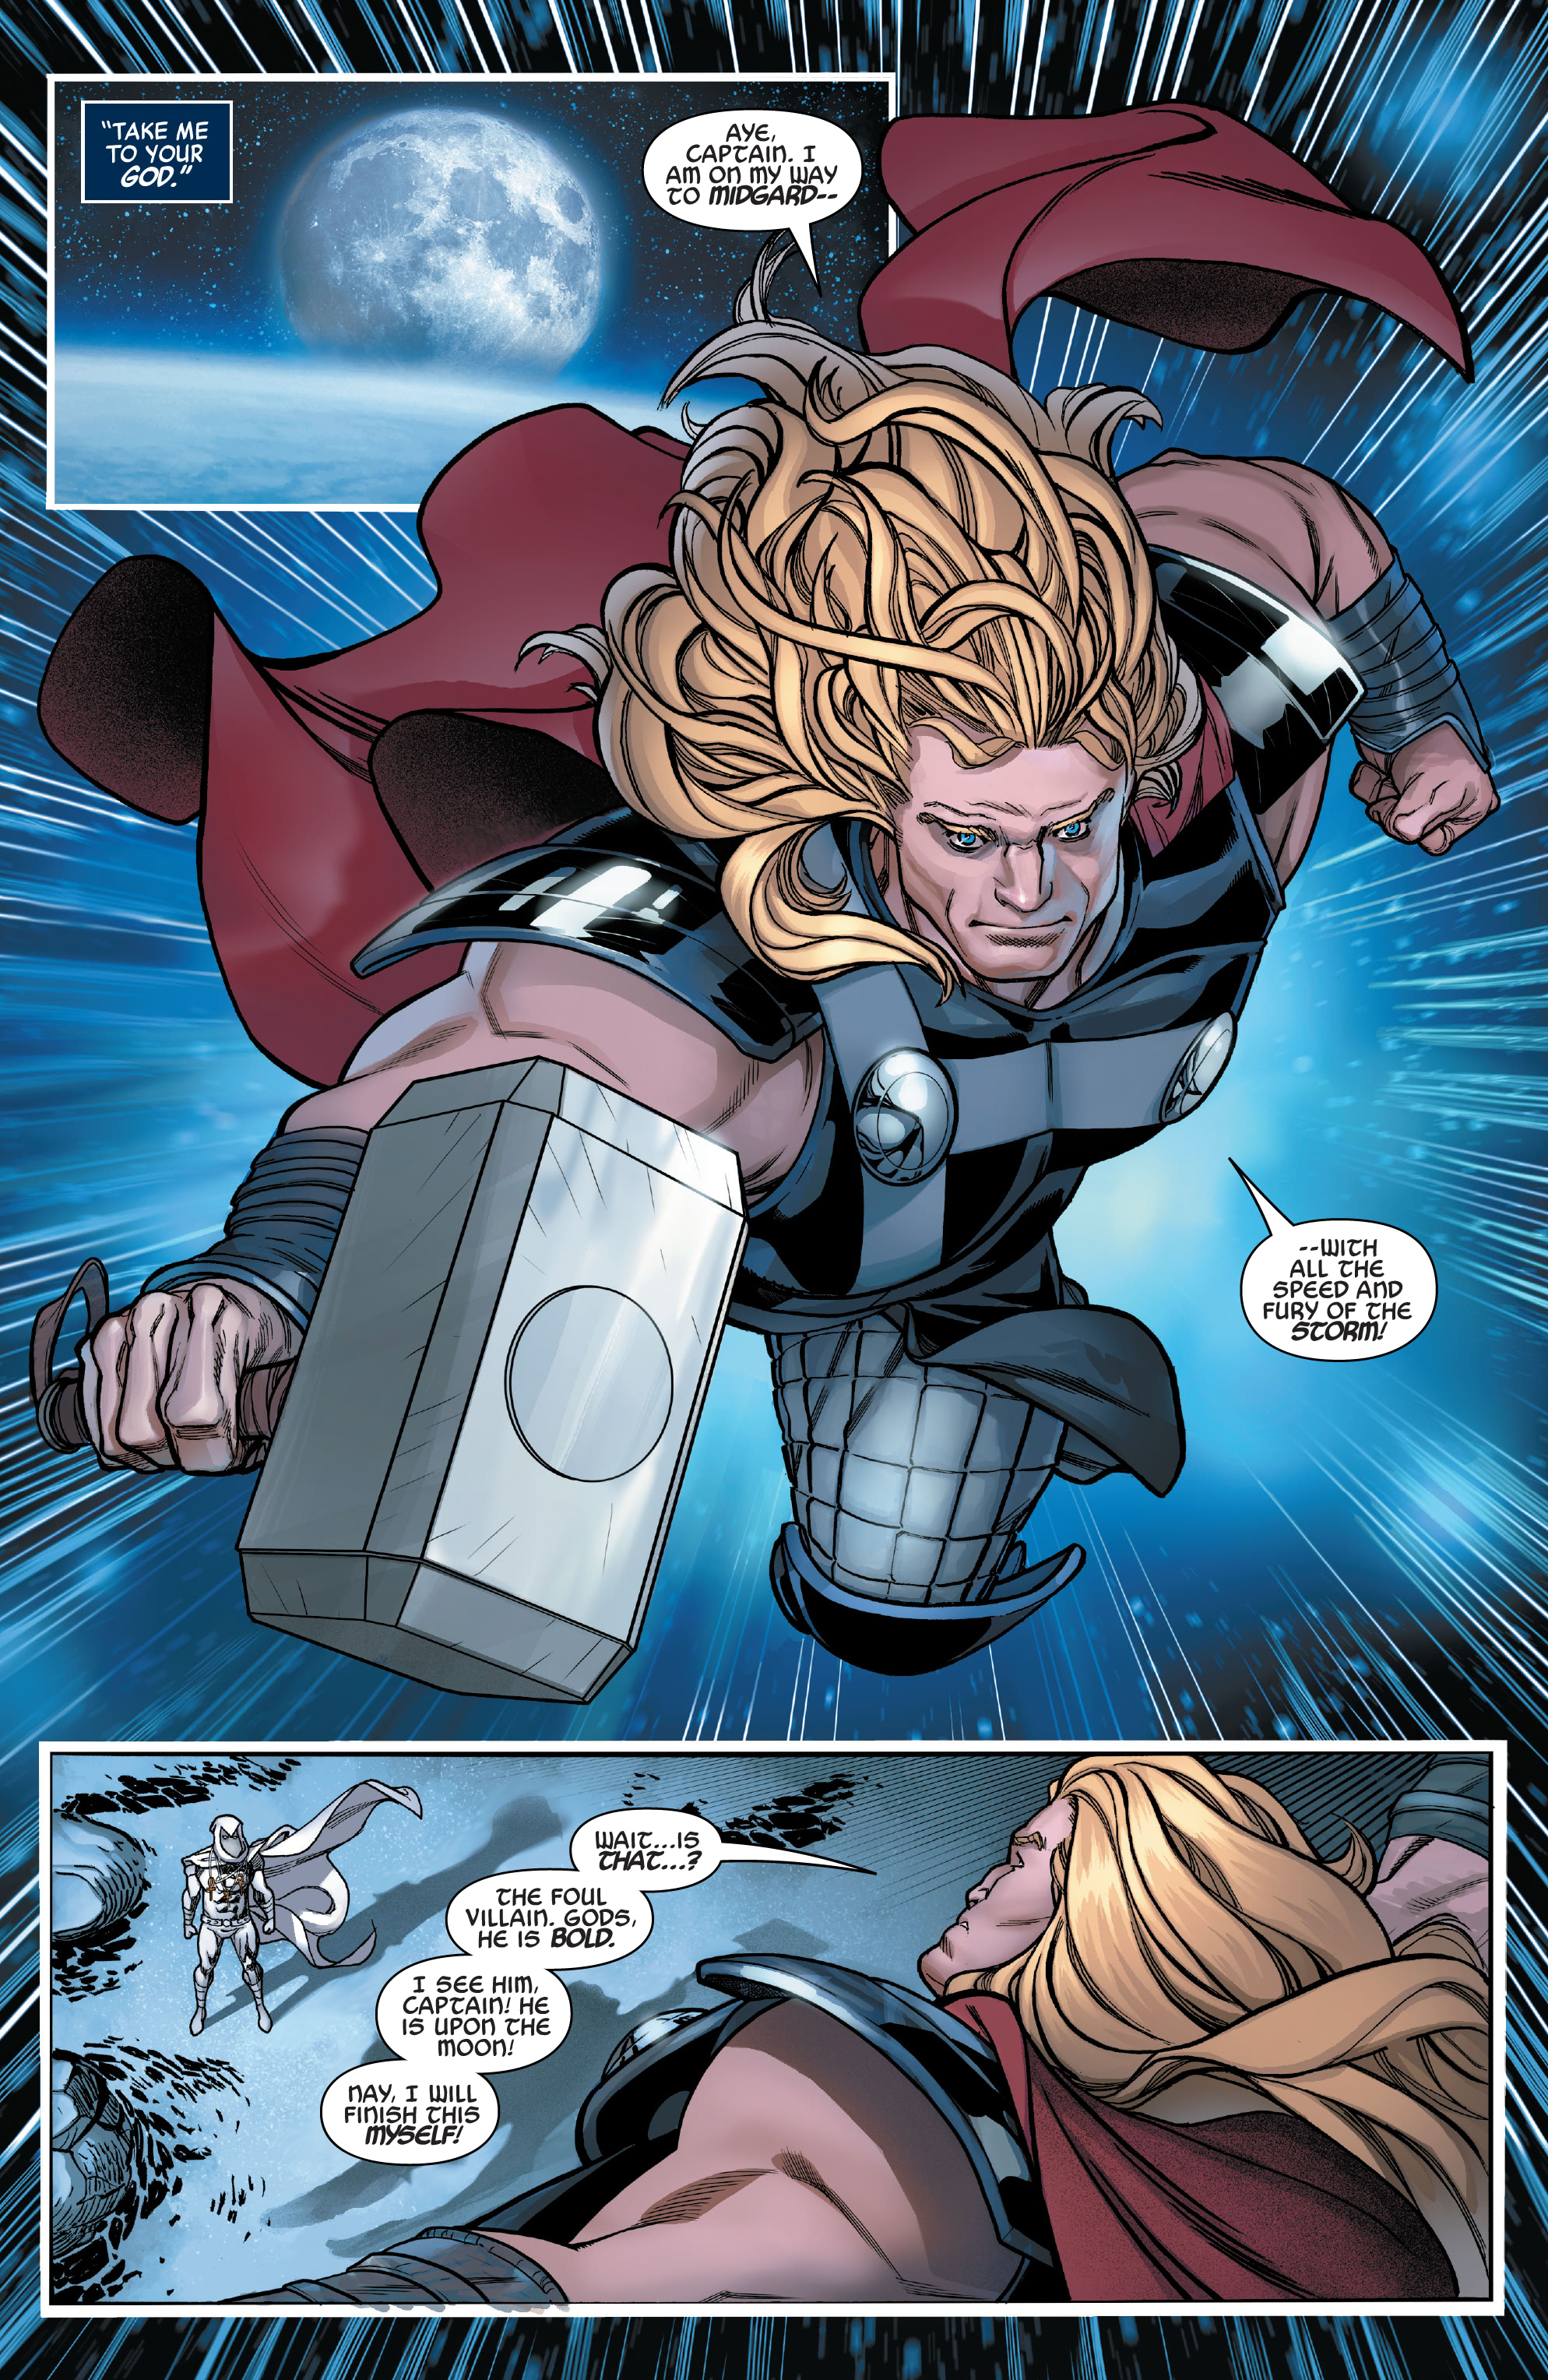 "TAKE ME
TO YOUR
GOD."
AYE,
CAPTAIN. I
AM ON MY WAY
TO MIDGARD--
--WITH
ALL THE
SPEED AND
FURY OF THE
STORM!
WAIT...IS
THAT...?
THE FOUL
VILLAIN. GODS,
HE IS BOLD.
I SEE HIM,
CAPTAIN! HE
IS UPON THE
MOON!
NAY, I WILL
FINISH THIS
MYSELF!